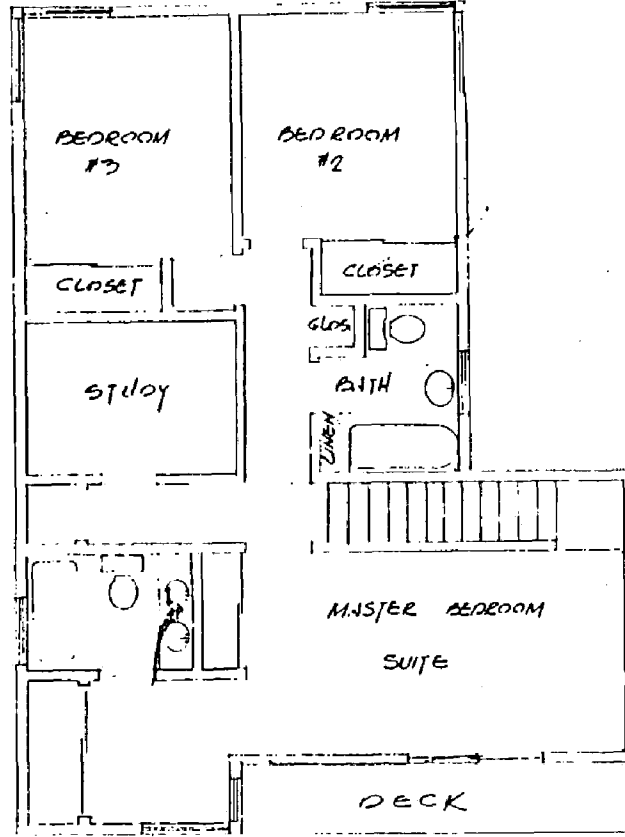 BEDROOM
#3
BEDROOM
#2
CLOSET
CLOSET
CLOS.
STUDY
BATH
LINEN
MASTER BEDROOM
SUITE
DECK